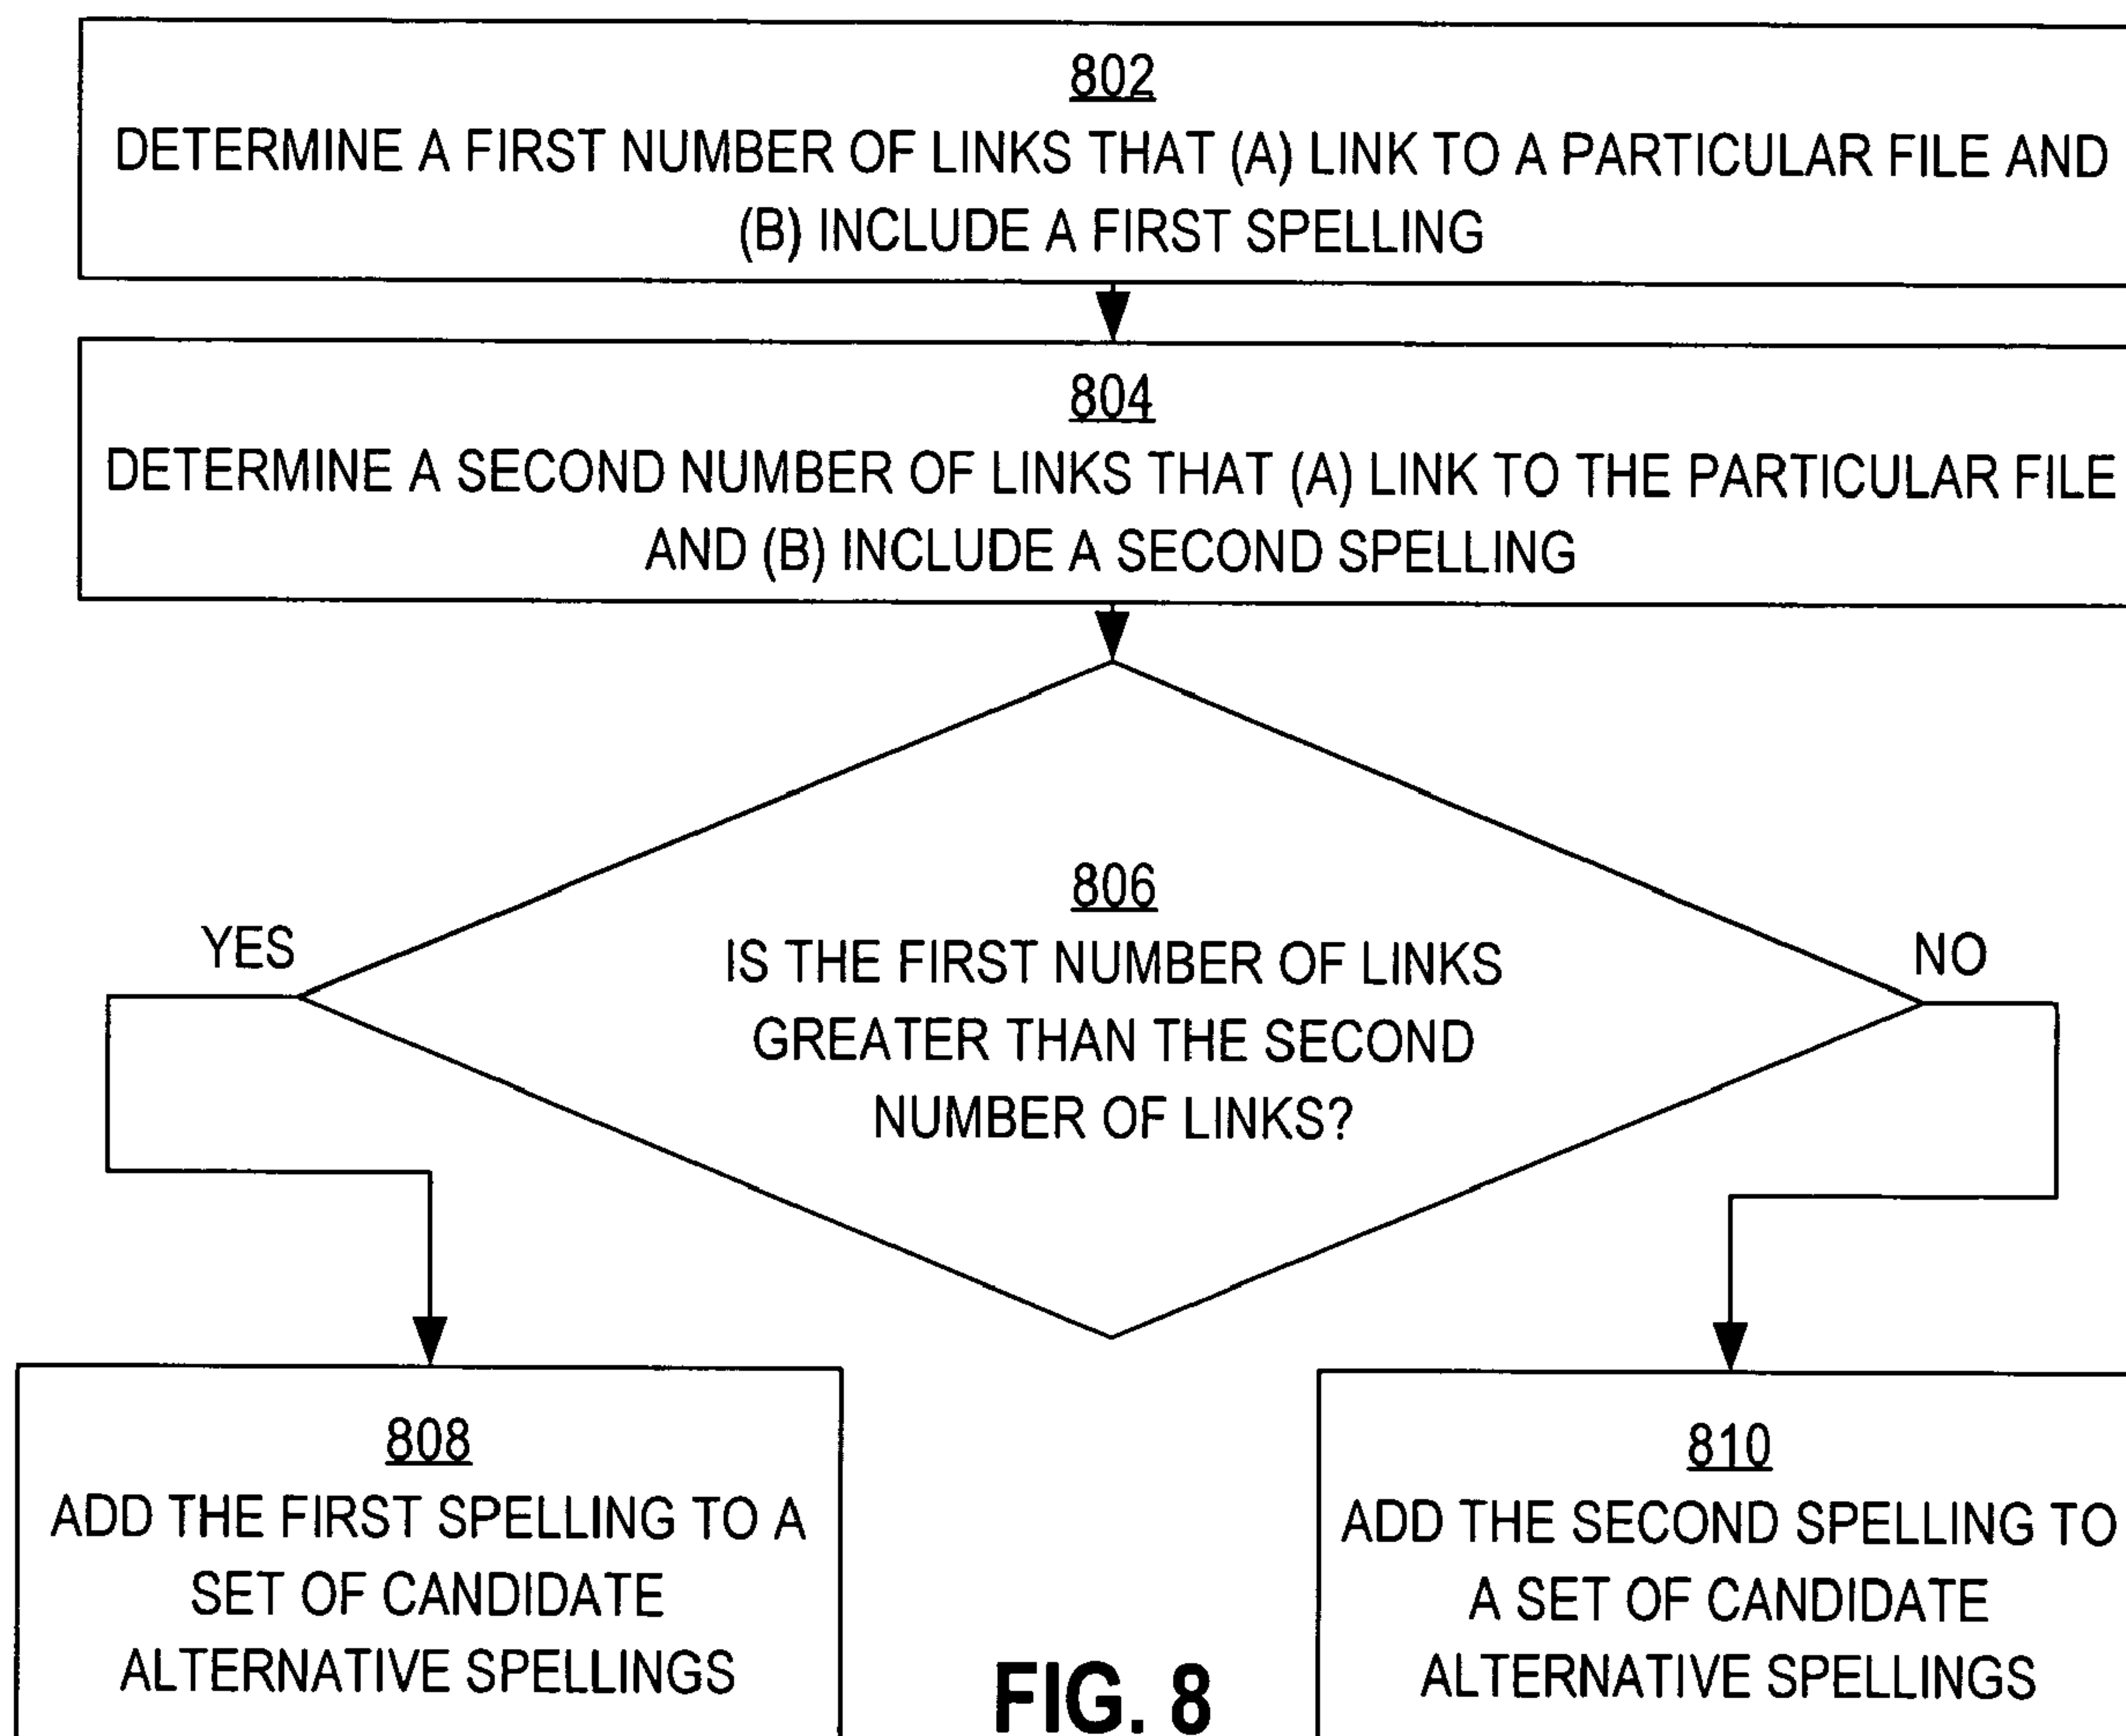 802
DETERMINE A FIRST NUMBER OF LINKS THAT (A) LINK TO A PARTICULAR FILE AND
(B) INCLUDE A FIRST SPELLING
804
DETERMINE A SECOND NUMBER OF LINKS THAT (A) LINK TO THE PARTICULAR FILE
AND (B) INCLUDE A SECOND SPELLING
806
IS THE FIRST NUMBER OF LINKS
GREATER THAN THE SECOND
NUMBER OF LINKS?
YES
NO
808
ADD THE FIRST SPELLING TO A
SET OF CANDIDATE
ALTERNATIVE SPELLINGS
810
ADD THE SECOND SPELLING TO
A SET OF CANDIDATE
ALTERNATIVE SPELLINGS
FIG. 8